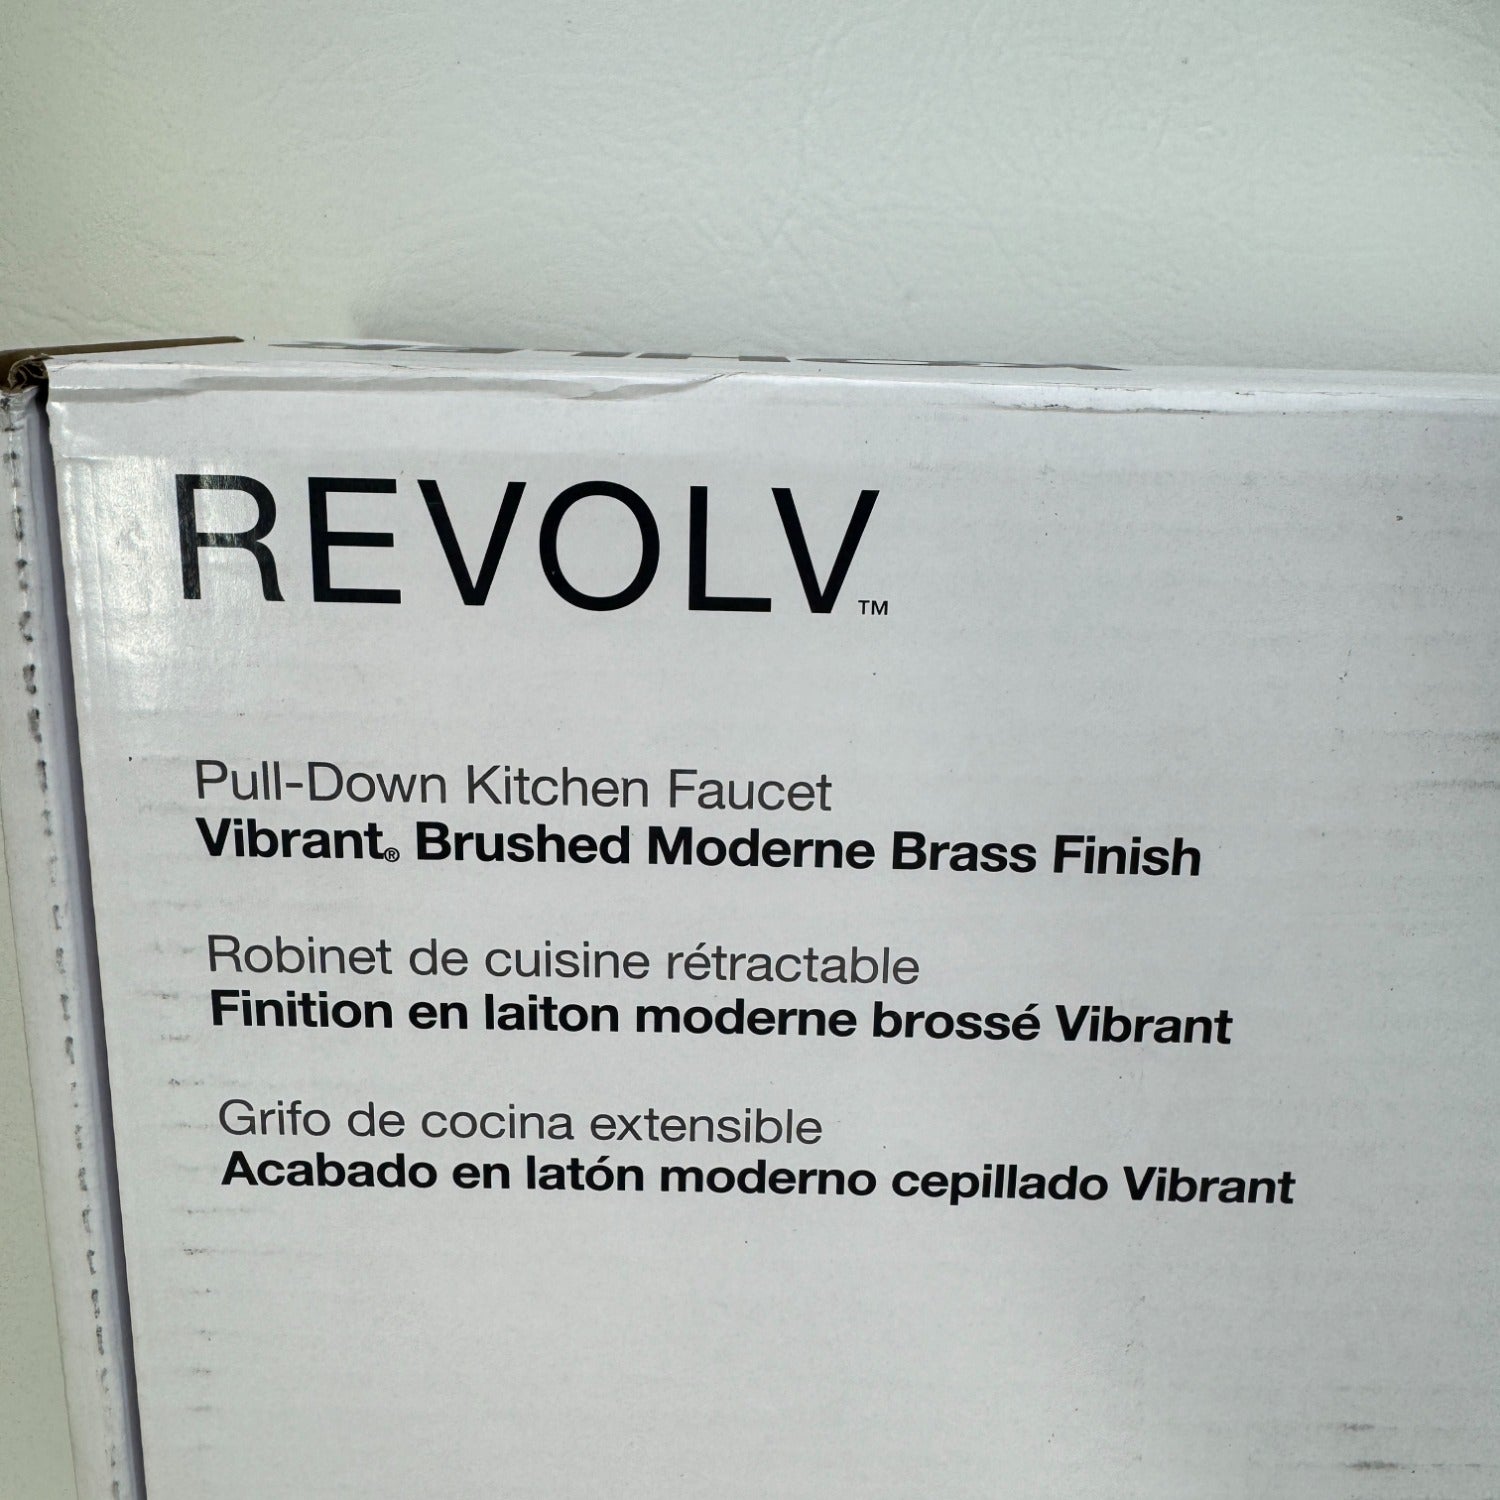 REVOLV™
Pull-Down Kitchen Faucet
Vibrant® Brushed Moderne Brass Finish
Robinet de cuisine rétractable
Finition en laiton moderne brossé Vibrant
Grifo de cocina extensible
Acabado en latón moderno cepillado Vibrant